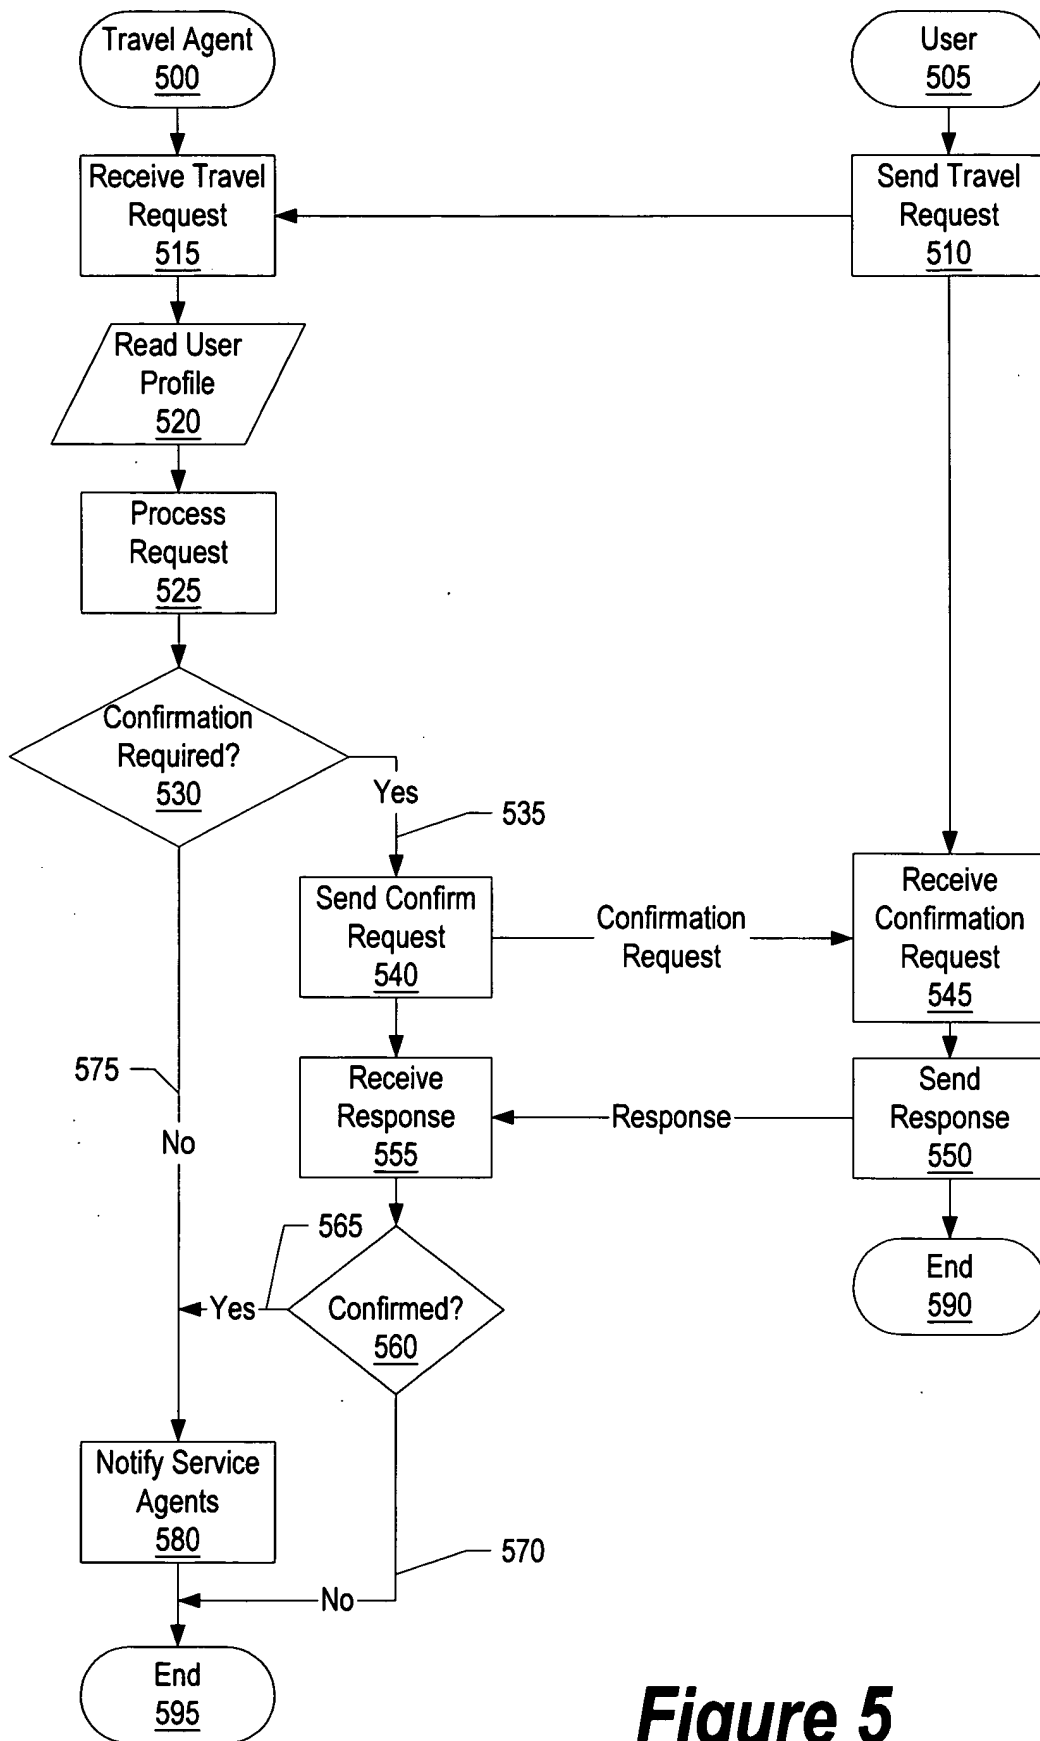 Travel Agent
500
User
505
Receive Travel
Request
515
Send Travel
Request
510
Read User
Profile
520
Process
Request
525
Confirmation
Required?
530
Yes
535
Send Confirm
Request
540
Confirmation
Request
Receive
Confirmation
Request
545
575
No
Receive
Response
555
Response
Send
Response
550
565
Yes
Confirmed?
560
End
590
Notify Service
Agents
580
570
No
End
595
Figure 5